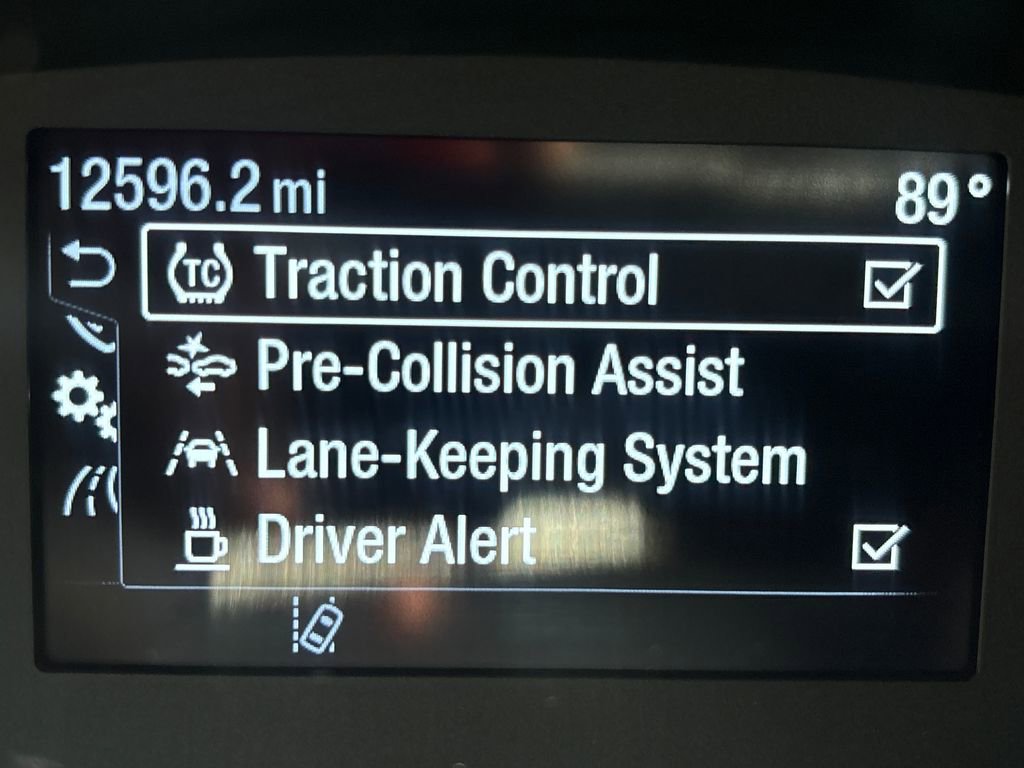 12596.2 mi 89°
TC Traction Control
Pre-Collision Assist
Lane-Keeping System
Driver Alert